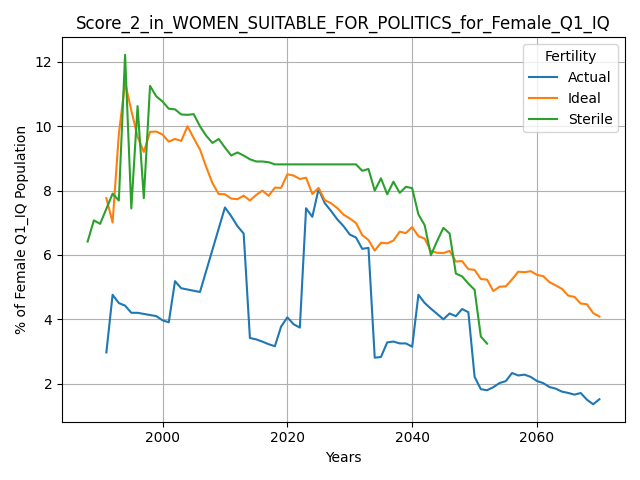 Score_2_in_WOMEN_SUITABLE_FOR_POLITICS_for_Female_Q1_IQ
Fertility
Actual
Ideal
Sterile
12
10
8
6
4
2
% of Female Q1_IQ Population
2000
2020
2040
2060
Years